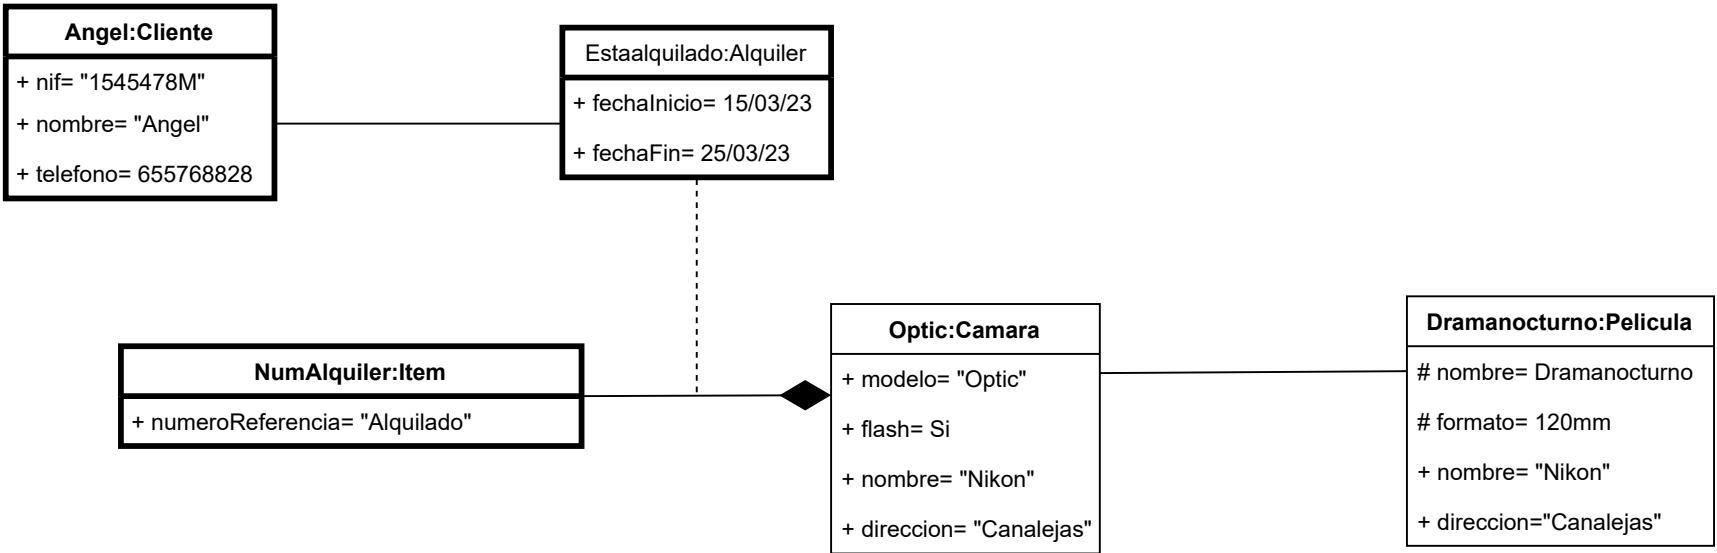 Angel:Cliente
+ nif= "1545478M"
+ nombre= "Angel"
+ telefono= 655768828
Estaalquilado:Alquiler
+ fechaInicio= 15/03/23
+ fechaFin= 25/03/23
NumAlquiler:Item
+ numeroReferencia= "Alquilado"
Optic:Camara
+ modelo= "Optic"
+ flash= Si
+ nombre= "Nikon"
+ direccion= "Canalejas"
Dramanocturno:Pelicula
# nombre= Dramanocturno
# formato= 120mm
+ nombre= "Nikon"
+ direccion="Canalejas"